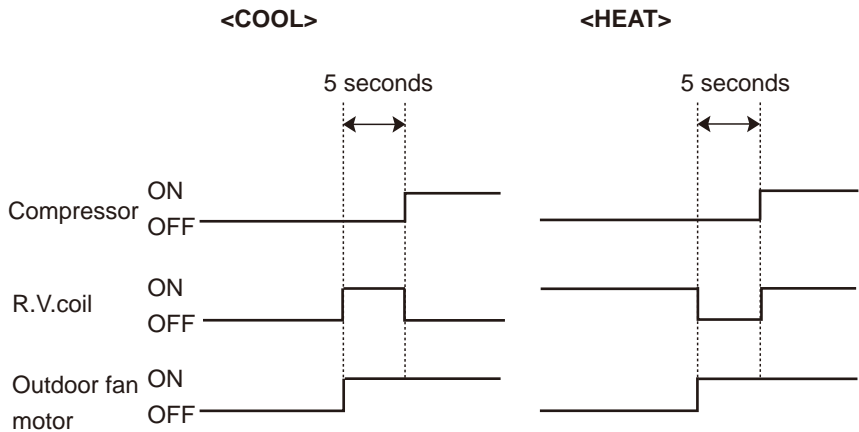 <COOL>
<HEAT>
5 seconds
5 seconds
Compressor
ON
OFF
R.V.coil
ON
OFF
Outdoor fan
motor
ON
OFF